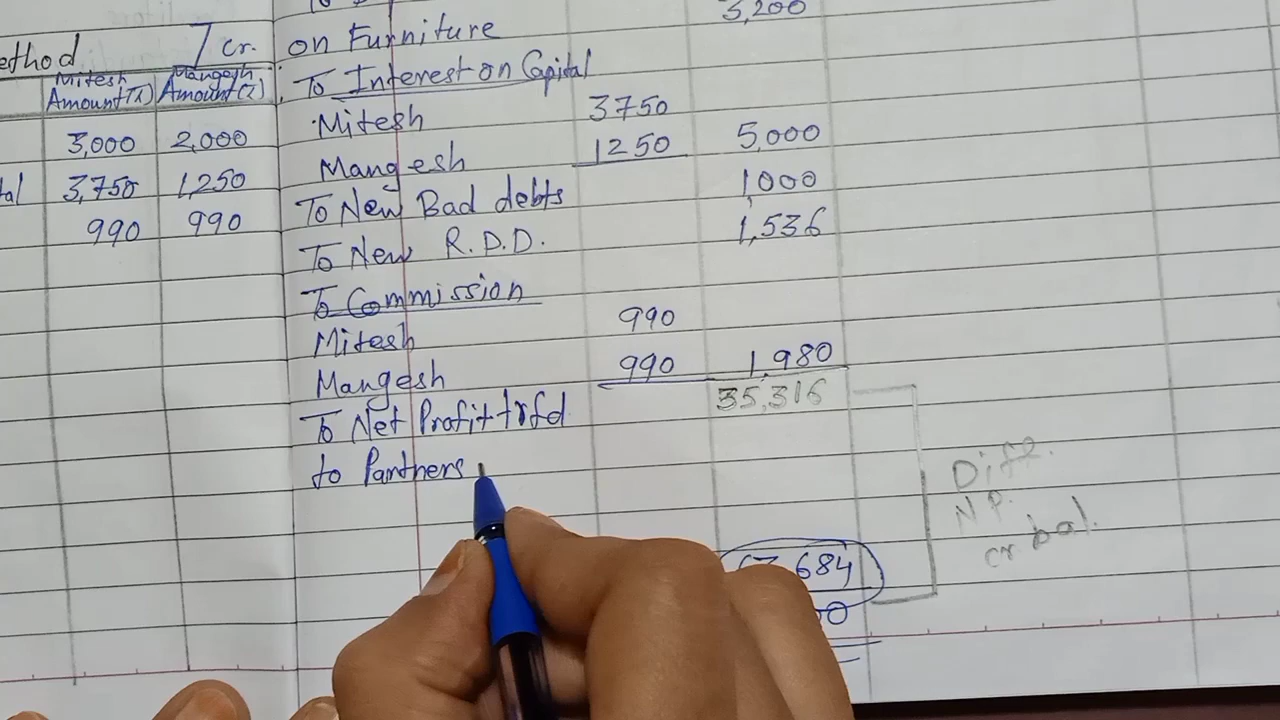 ethod
Cr.
Mitesh Amount(₹) Mangesh Amount(₹)
3,000 2,000
tal 3,750 1,250
990 990
3,200
on Furniture
To Interest on Capital
Mitesh 3750
Mangesh 1250 5,000
To New Bad debts 1,000
To New R.D.D. 1,536
To Commission
Mitesh 990
Mangesh 990 1,980
To Net Profit trfd 35,316
to Partners
Diff.
N.P.
cr bal.
684